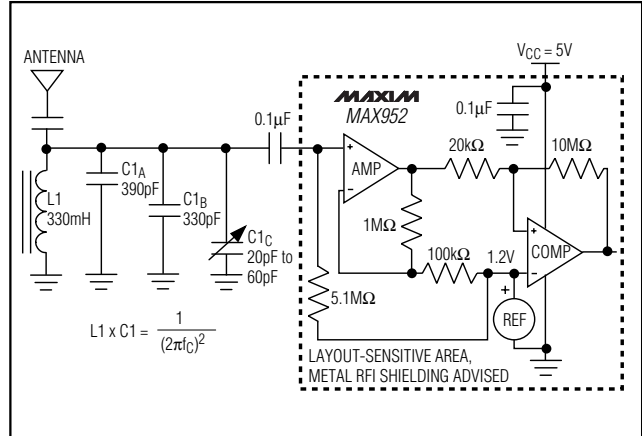 ANTENNA
L1
330mH
C1A
390pF
C1B
330pF
C1C
20pF to
60pF
L1 x C1 = 1 / (2πfC)²
0.1µF
MAXIM
MAX952
VCC = 5V
0.1µF
20kΩ
10MΩ
+
AMP
-
1MΩ
100kΩ
1.2V
+
COMP
-
5.1MΩ
+
REF
LAYOUT-SENSITIVE AREA,
METAL RFI SHIELDING ADVISED